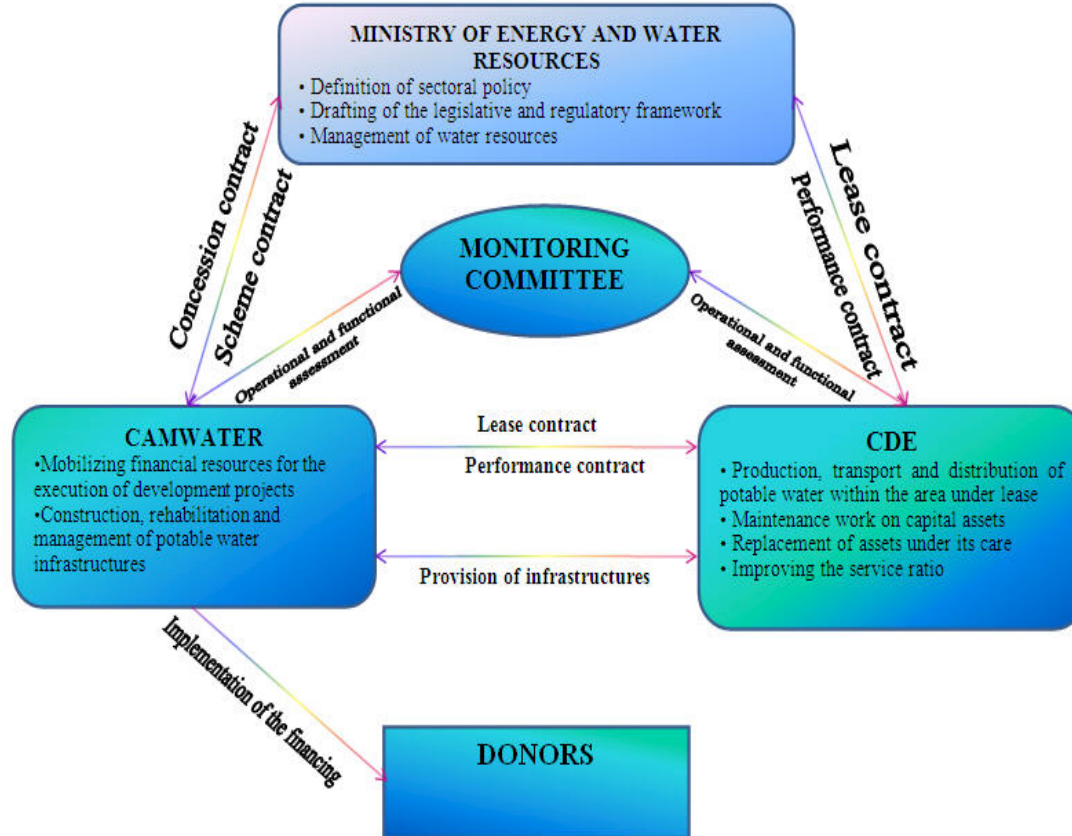 MINISTRY OF ENERGY AND WATER
RESOURCES
• Definition of sectoral policy
• Drafting of the legislative and regulatory framework
• Management of water resources
Concession contract
Scheme contract
Lease contract
Performance contract
MONITORING
COMMITTEE
Operational and functional
assessment
Operational and functional
assessment
CAMWATER
•Mobilizing financial resources for the
execution of development projects
•Construction, rehabilitation and
management of potable water
infrastructures
Lease contract
Performance contract
Provision of infrastructures
CDE
• Production, transport and distribution of
potable water within the area under lease
• Maintenance work on capital assets
• Replacement of assets under its care
• Improving the service ratio
Implementation of the financing
DONORS